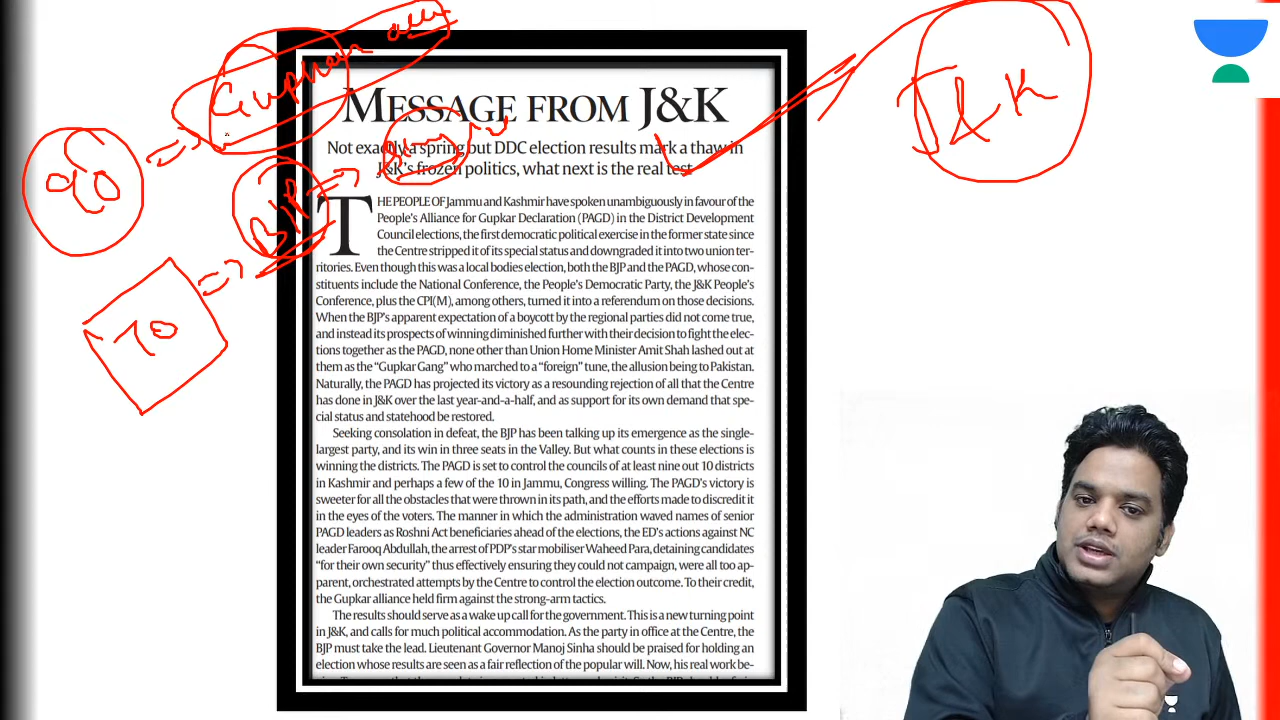 Gupkar
J&K
90
BJP
70
MESSAGE FROM J&K
Not exactly a spring but DDC election results mark a thaw in
J&K's frozen politics, what next is the real test
THE PEOPLE OF Jammu and Kashmir have spoken unambiguously in favour of the
People's Alliance for Gupkar Declaration (PAGD) in the District Development
Council elections, the first democratic political exercise in the former state since
the Centre stripped it of its special status and downgraded it into two union ter-
ritories. Even though this was a local bodies election, both the BJP and the PAGD, whose con-
stituents include the National Conference, the People's Democratic Party, the J&K People's
Conference, plus the CPI(M), among others, turned it into a referendum on those decisions.
When the BJP's apparent expectation of a boycott by the regional parties did not come true,
and instead its prospects of winning diminished further with their decision to fight the elec-
tions together as the PAGD, none other than Union Home Minister Amit Shah lashed out at
them as the “Gupkar Gang” who marched to a “foreign” tune, the allusion being to Pakistan.
Naturally, the PAGD has projected its victory as a resounding rejection of all that the Centre
has done in J&K over the last year-and-a-half, and as support for its own demand that spe-
cial status and statehood be restored.
Seeking consolation in defeat, the BJP has been talking up its emergence as the single-
largest party, and its win in three seats in the Valley. But what counts in these elections is
winning the districts. The PAGD is set to control the councils of at least nine out 10 districts
in Kashmir and perhaps a few of the 10 in Jammu, Congress willing. The PAGD's victory is
sweeter for all the obstacles that were thrown in its path, and the efforts made to discredit it
in the eyes of the voters. The manner in which the administration waved names of senior
PAGD leaders as Roshni Act beneficiaries ahead of the elections, the ED's actions against NC
leader Farooq Abdullah, the arrest of PDP's star mobiliser Waheed Para, detaining candidates
“for their own security” thus effectively ensuring they could not campaign, were all too ap-
parent, orchestrated attempts by the Centre to control the election outcome. To their credit,
the Gupkar alliance held firm against the strong-arm tactics.
The results should serve as a wake up call for the government. This is a new turning point
in J&K, and calls for much political accommodation. As the party in office at the Centre, the
BJP must take the lead. Lieutenant Governor Manoj Sinha should be praised for holding an
election whose results are seen as a fair reflection of the popular will. Now, his real work be-